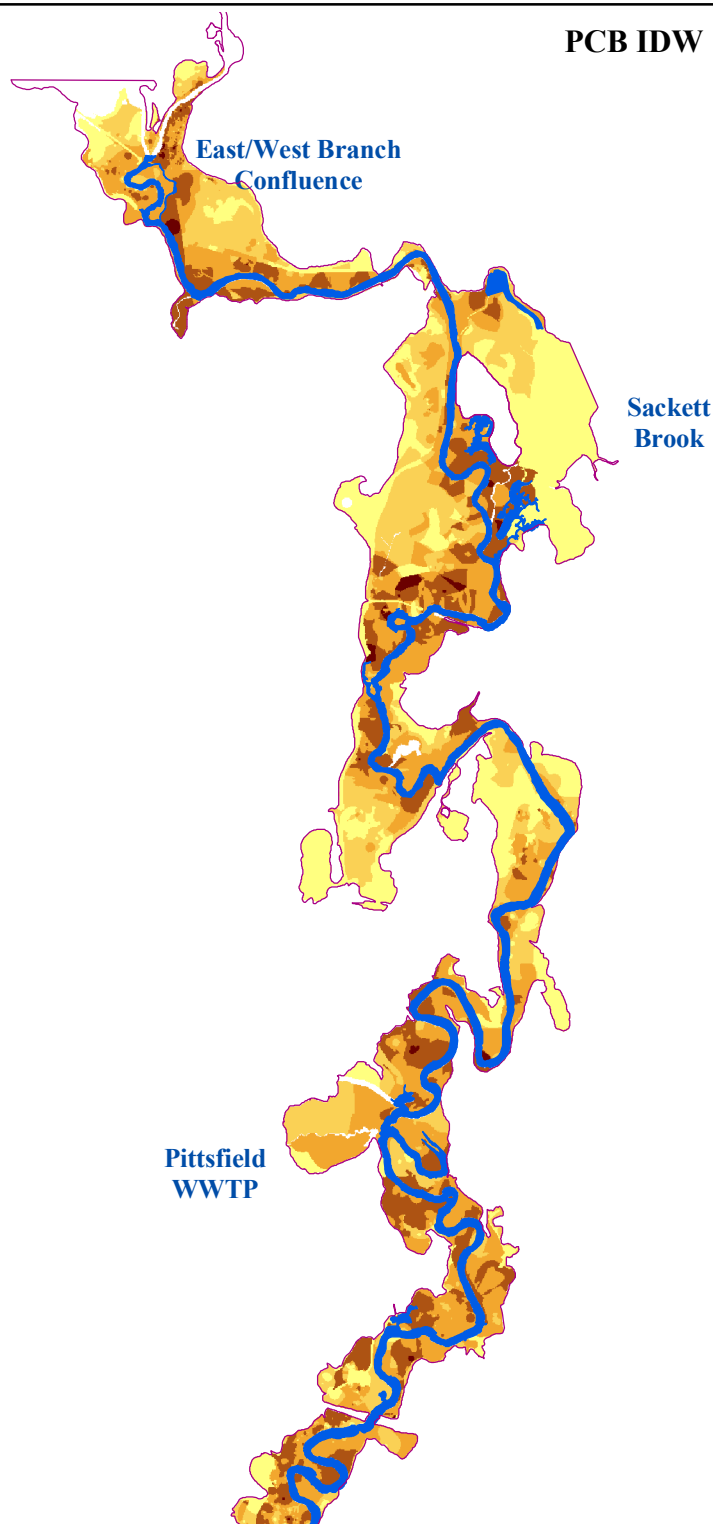 PCB IDW
East/West Branch
Confluence
Sackett
Brook
Pittsfield
WWTP